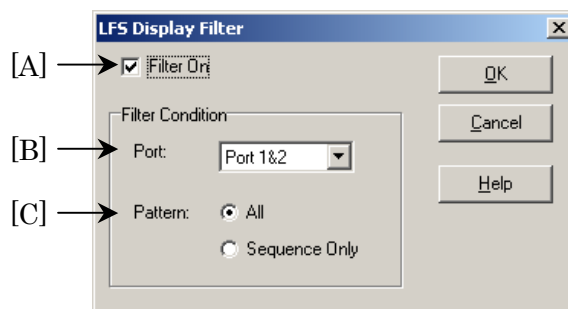 LFS Display Filter
[A] Filter On OK
Filter Condition Cancel
[B] Port: Port 1&2
Help
[C] Pattern: All
Sequence Only